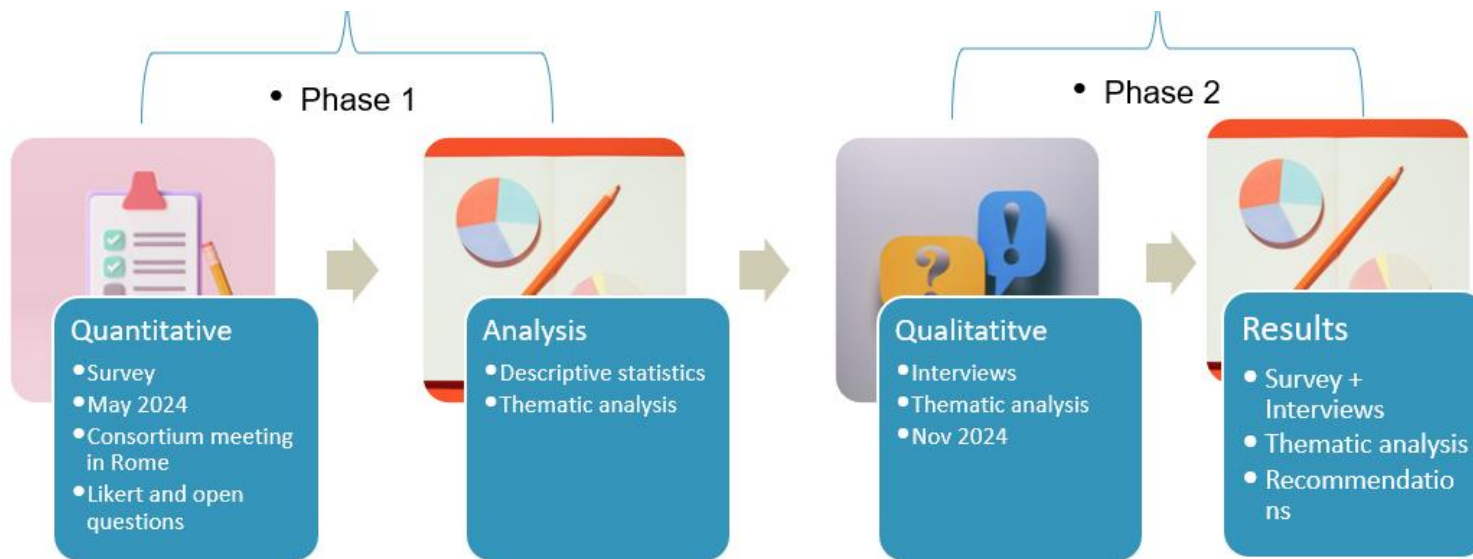 • Phase 1
• Phase 2
Quantitative
• Survey
• May 2024
• Consortium meeting
in Rome
• Likert and open
questions
Analysis
• Descriptive statistics
• Thematic analysis
Qualitatitve
• Interviews
• Thematic analysis
• Nov 2024
Results
• Survey +
Interviews
• Thematic analysis
• Recommendatio
ns